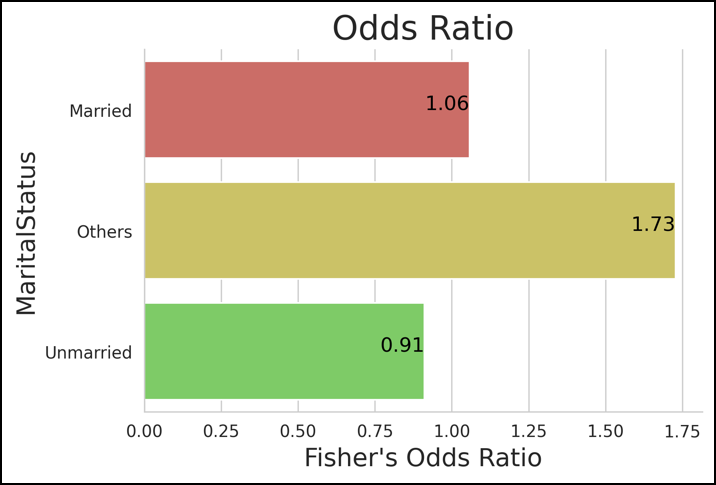 Odds Ratio
MaritalStatus
Married
1.06
Others
1.73
Unmarried
0.91
0.00 0.25 0.50 0.75 1.00 1.25 1.50 1.75
Fisher's Odds Ratio